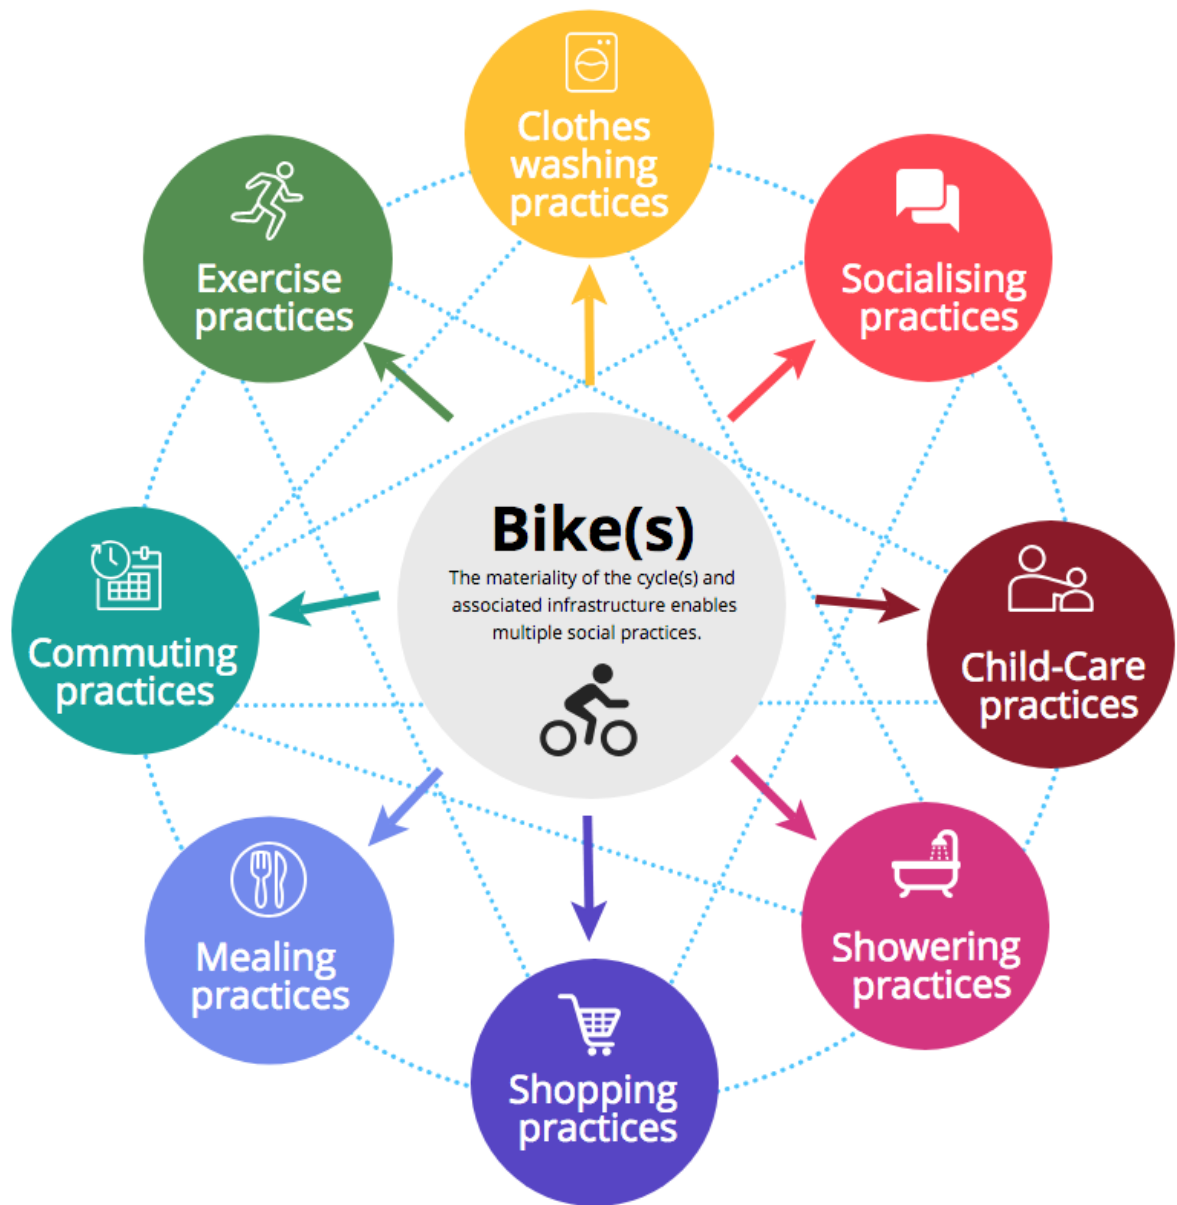 Clothes
washing
practices
Exercise
practices
Socialising
practices
Bike(s)
The materiality of the cycle(s) and
associated infrastructure enables
multiple social practices.
Commuting
practices
Child-Care
practices
Mealing
practices
Showering
practices
Shopping
practices